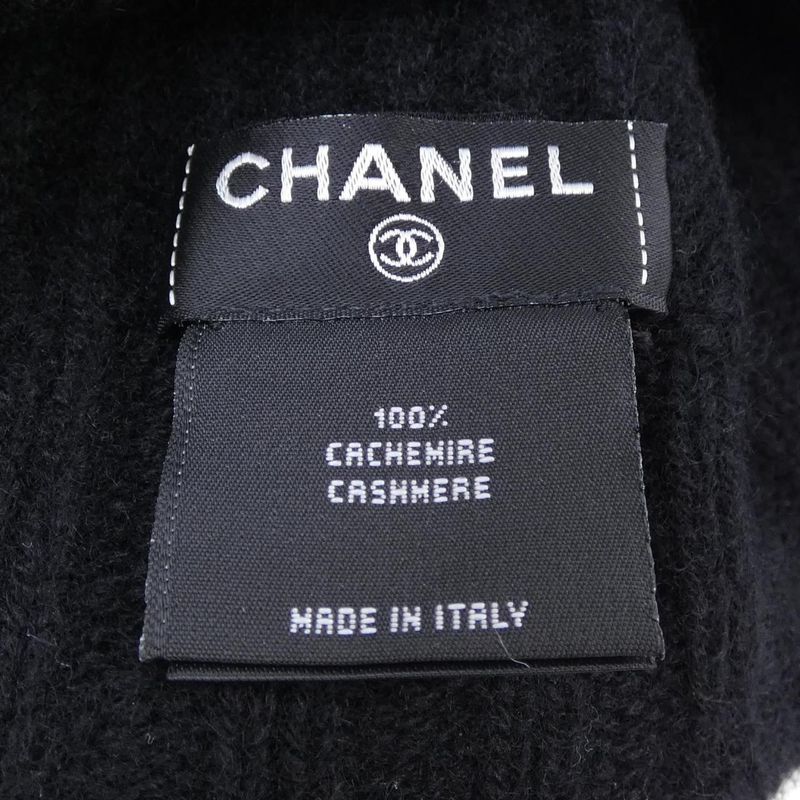 CHANEL
100%
CACHEMIRE
CASHMERE
MADE IN ITALY